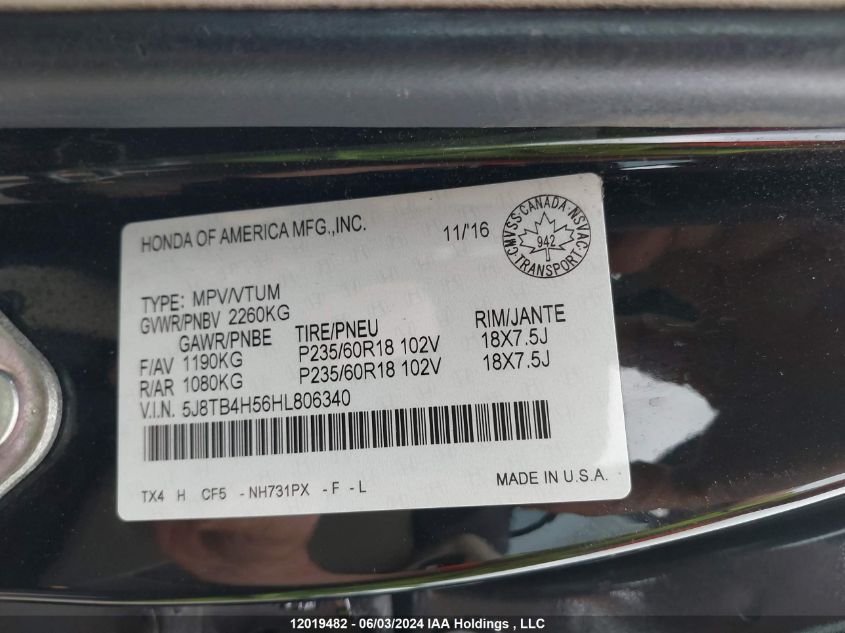 HONDA OF AMERICA MFG.,INC.
11/'16
CMVSS·CANADA·NSVAC
942
TRANSPORT
TYPE: MPV/VTUM
GVWR/PNBV 2260KG
GAWR/PNBE TIRE/PNEU RIM/JANTE
F/AV 1190KG P235/60R18 102V 18X7.5J
R/AR 1080KG P235/60R18 102V 18X7.5J
V.I.N. 5J8TB4H56HL806340
TX4 H CF5 -NH731PX -F -L MADE IN U.S.A.
12019482 - 06/03/2024 IAA Holdings , LLC